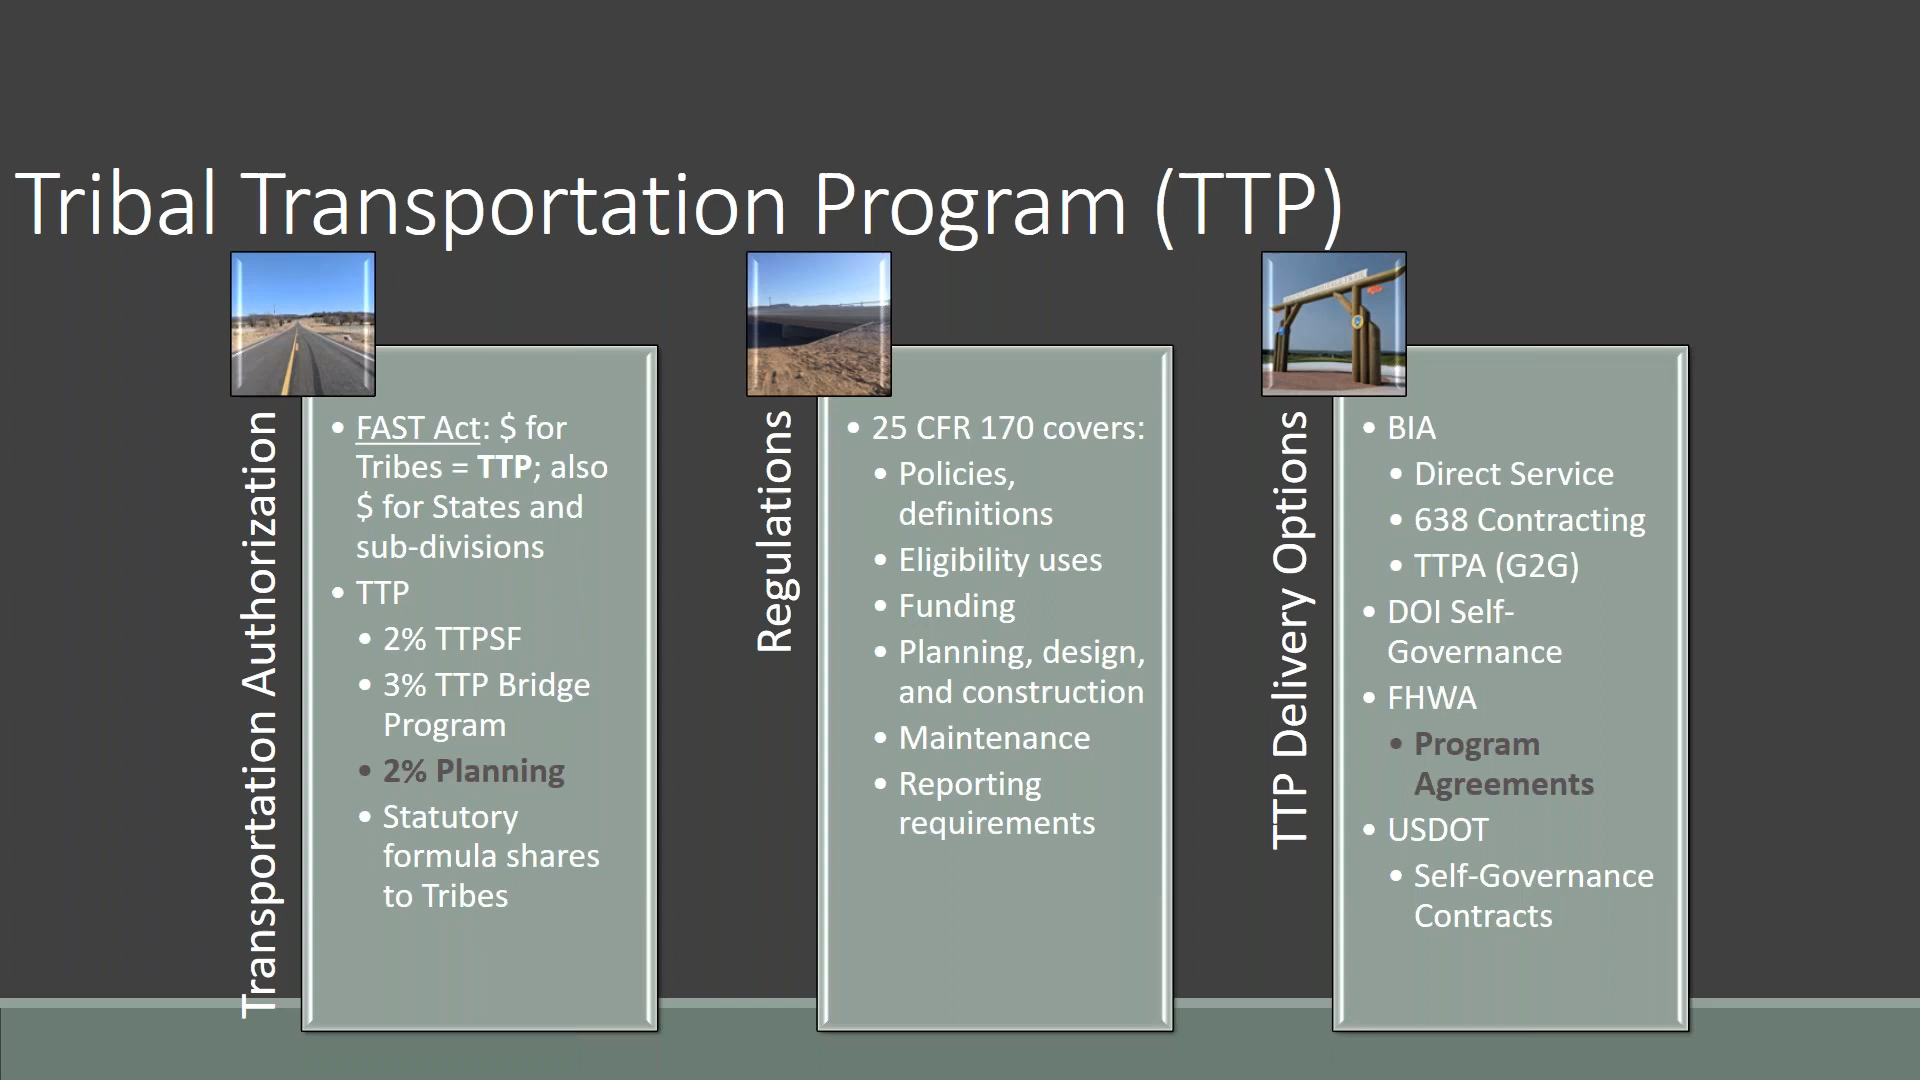 Tribal Transportation Program (TTP)
Transportation Authorization
• FAST Act: $ for
Tribes = TTP; also
$ for States and
sub-divisions
• TTP
• 2% TTPSF
• 3% TTP Bridge
Program
• 2% Planning
• Statutory
formula shares
to Tribes
Regulations
• 25 CFR 170 covers:
• Policies,
definitions
• Eligibility uses
• Funding
• Planning, design,
and construction
• Maintenance
• Reporting
requirements
TTP Delivery Options
• BIA
• Direct Service
• 638 Contracting
• TTPA (G2G)
• DOI Self-
Governance
• FHWA
• Program
Agreements
• USDOT
• Self-Governance
Contracts